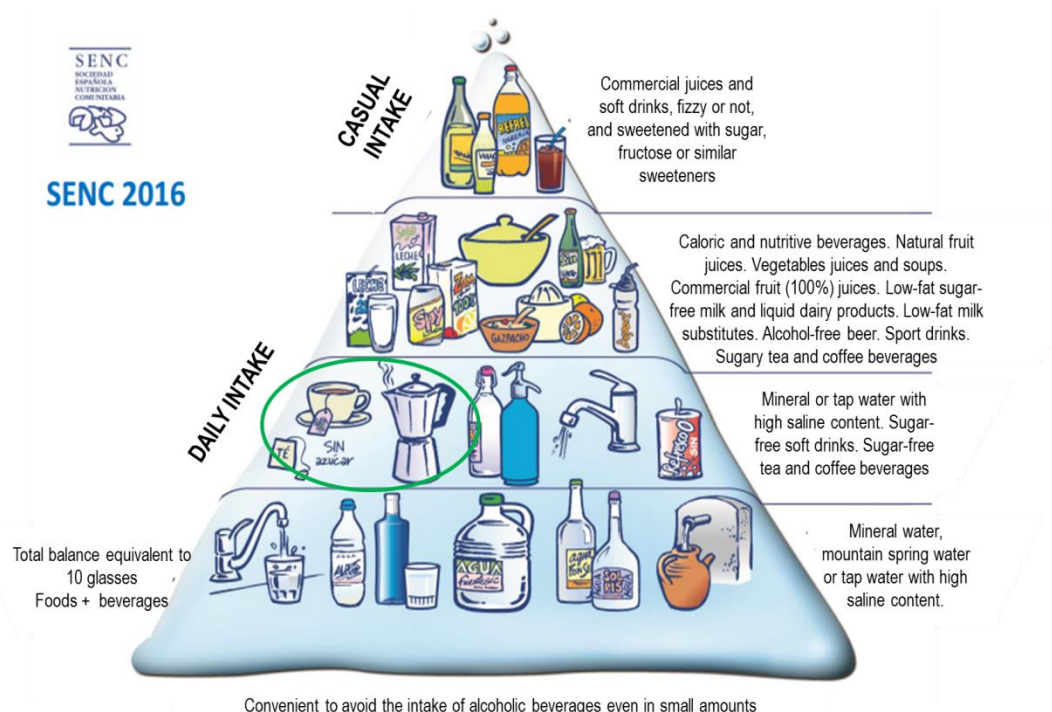 SENC
SOCIEDAD
ESPAÑOLA
NUTRICION
COMUNITARIA
SENC 2016
CASUAL
INTAKE
Commercial juices and
soft drinks, fizzy or not,
and sweetened with sugar,
fructose or similar
sweeteners
LECHE
LECHE
100%
GAZPACHO
Caloric and nutritive beverages. Natural fruit
juices. Vegetables juices and soups.
Commercial fruit (100%) juices. Low-fat sugar-
free milk and liquid dairy products. Low-fat milk
substitutes. Alcohol-free beer. Sport drinks.
Sugary tea and coffee beverages
DAILY INTAKE
TÉ
SIN
azúcar
SIN
Mineral or tap water with
high saline content. Sugar-
free soft drinks. Sugar-free
tea and coffee beverages
Total balance equivalent to
10 glasses
Foods + beverages
AGUA
Mineral water,
mountain spring water
or tap water with high
saline content.
Convenient to avoid the intake of alcoholic beverages even in small amounts